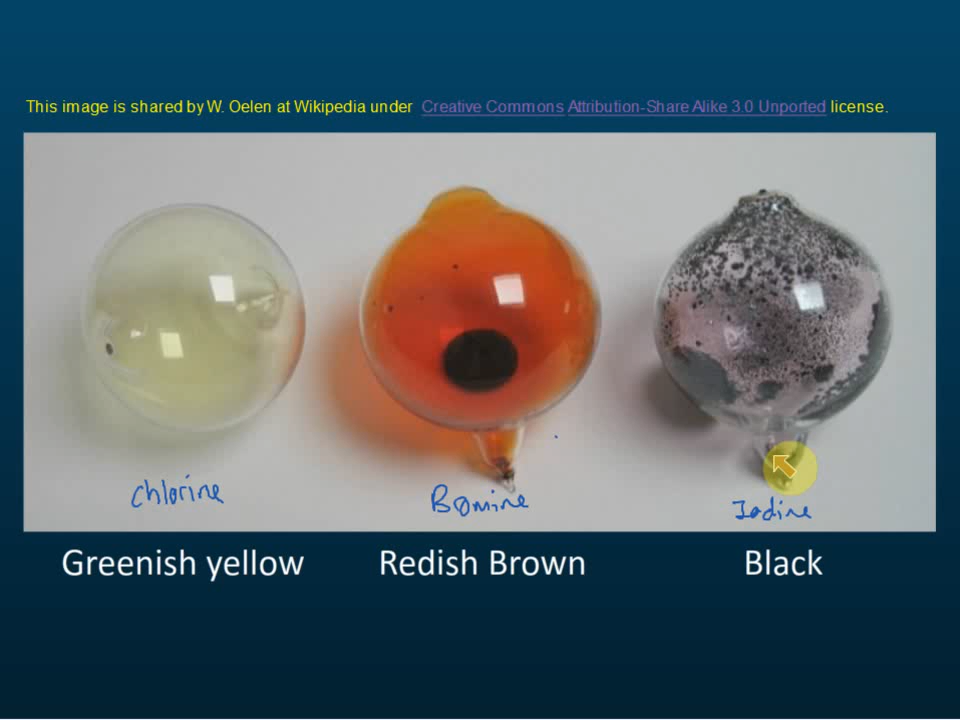 This image is shared by W. Oelen at Wikipedia under Creative Commons Attribution-Share Alike 3.0 Unported license.
Chlorine Bromine Iodine
Greenish yellow Redish Brown Black